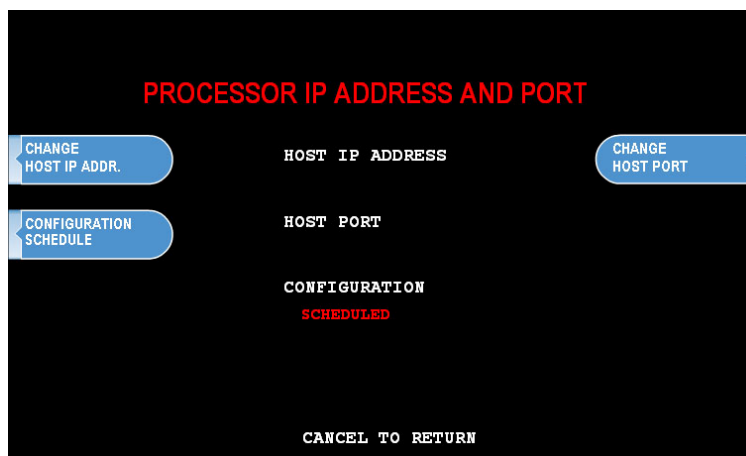 PROCESSOR IP ADDRESS AND PORT
CHANGE
HOST IP ADDR.
HOST IP ADDRESS
CHANGE
HOST PORT
CONFIGURATION
SCHEDULE
HOST PORT
CONFIGURATION
SCHEDULED
CANCEL TO RETURN